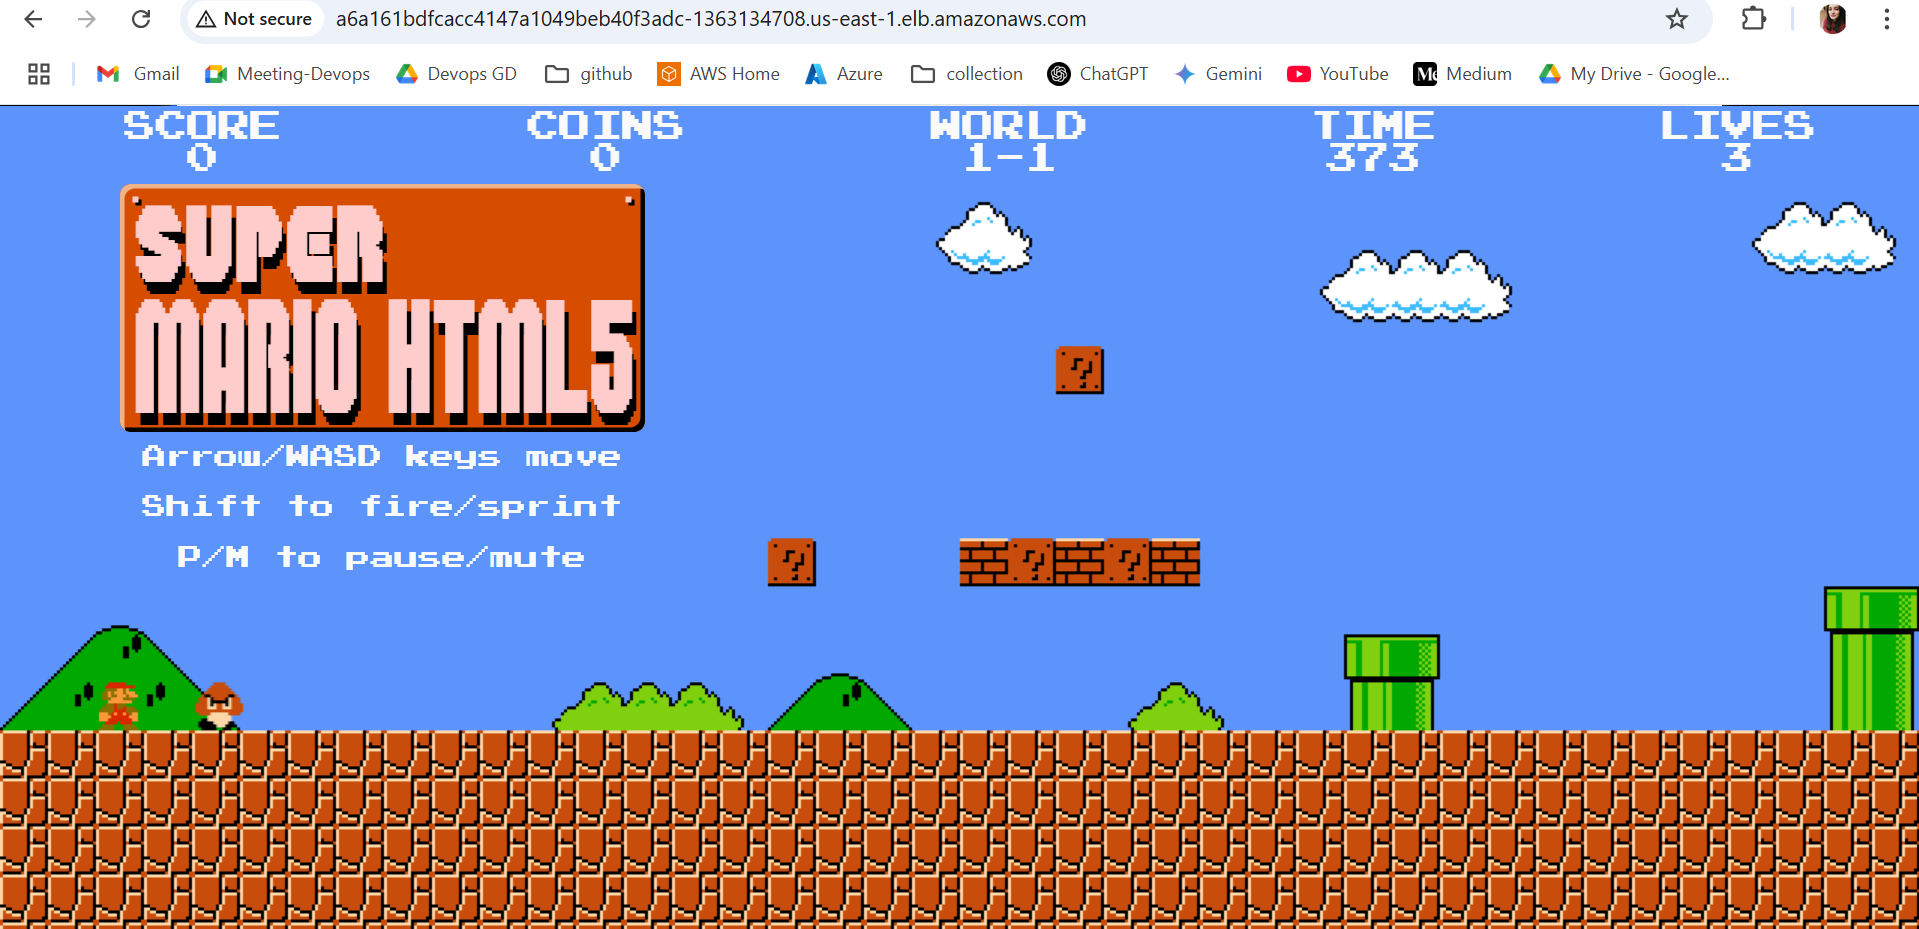 Not secure a6a161bdfcacc4147a1049beb40f3adc-1363134708.us-east-1.elb.amazonaws.com
Gmail Meeting-Devops Devops GD github AWS Home Azure collection ChatGPT Gemini YouTube Me Medium My Drive - Google...
SCORE COINS WORLD TIME LIVES
0 0 1-1 373 3
SUPER
MARIO HTML5
Arrow/WASD keys move
Shift to fire/sprint
P/M to pause/mute
? 
? ? ?